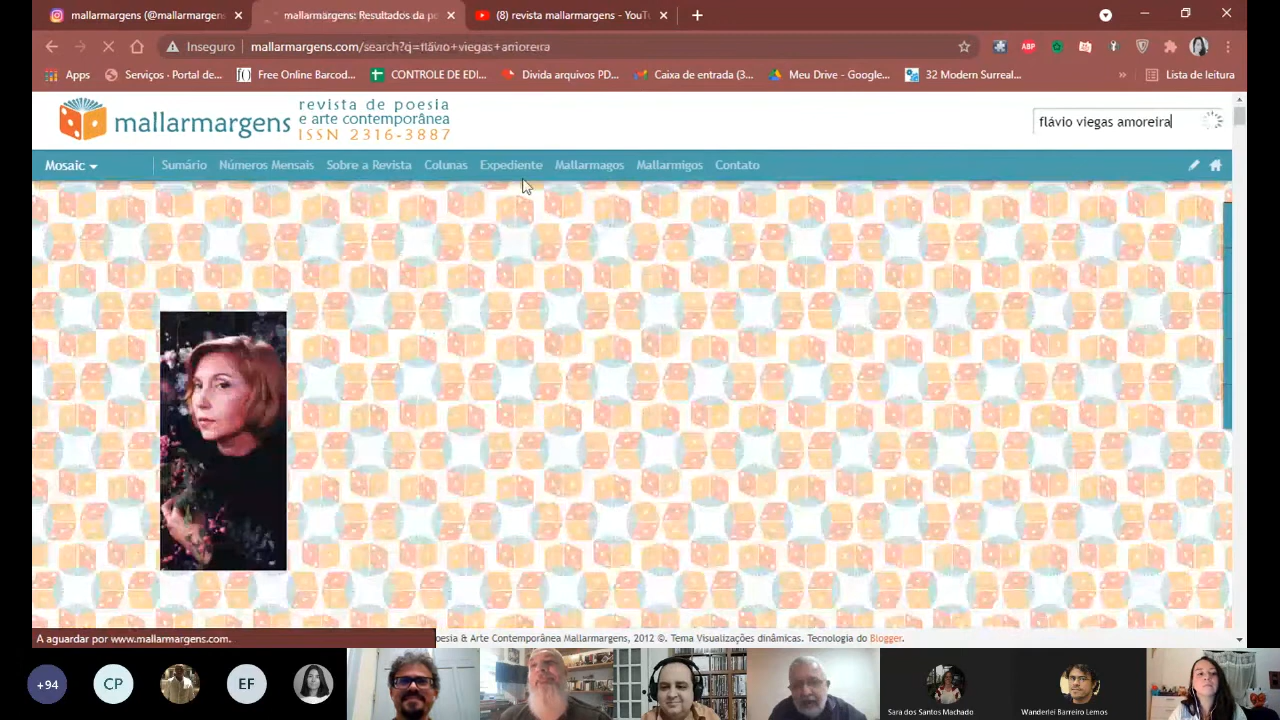 mallarmargens (@mallarmargens
mallarmargens: Resultados da po
(8) revista mallarmargens - YouTu
Inseguro
mallarmargens.com/search?q=flávio+viegas+amoreira
ABP
Apps
Serviços · Portal de...
Free Online Barcod...
CONTROLE DE EDI...
Divida arquivos PD...
Caixa de entrada (3...
Meu Drive - Google...
32 Modern Surreal...
»
Lista de leitura
mallarmargens
revista de poesia
e arte contemporânea
ISSN 2316-3887
flávio viegas amoreira
Mosaic
Sumário
Números Mensais
Sobre a Revista
Colunas
Expediente
Mallarmagos
Mallarmigos
Contato
A aguardar por www.mallarmargens.com.
oesia & Arte Contemporânea Mallarmargens, 2012 ©. Tema Visualizações dinâmicas. Tecnologia do Blogger.
+94
CP
EF
Sara dos Santos Machado
Wanderlei Barreiro Lemos